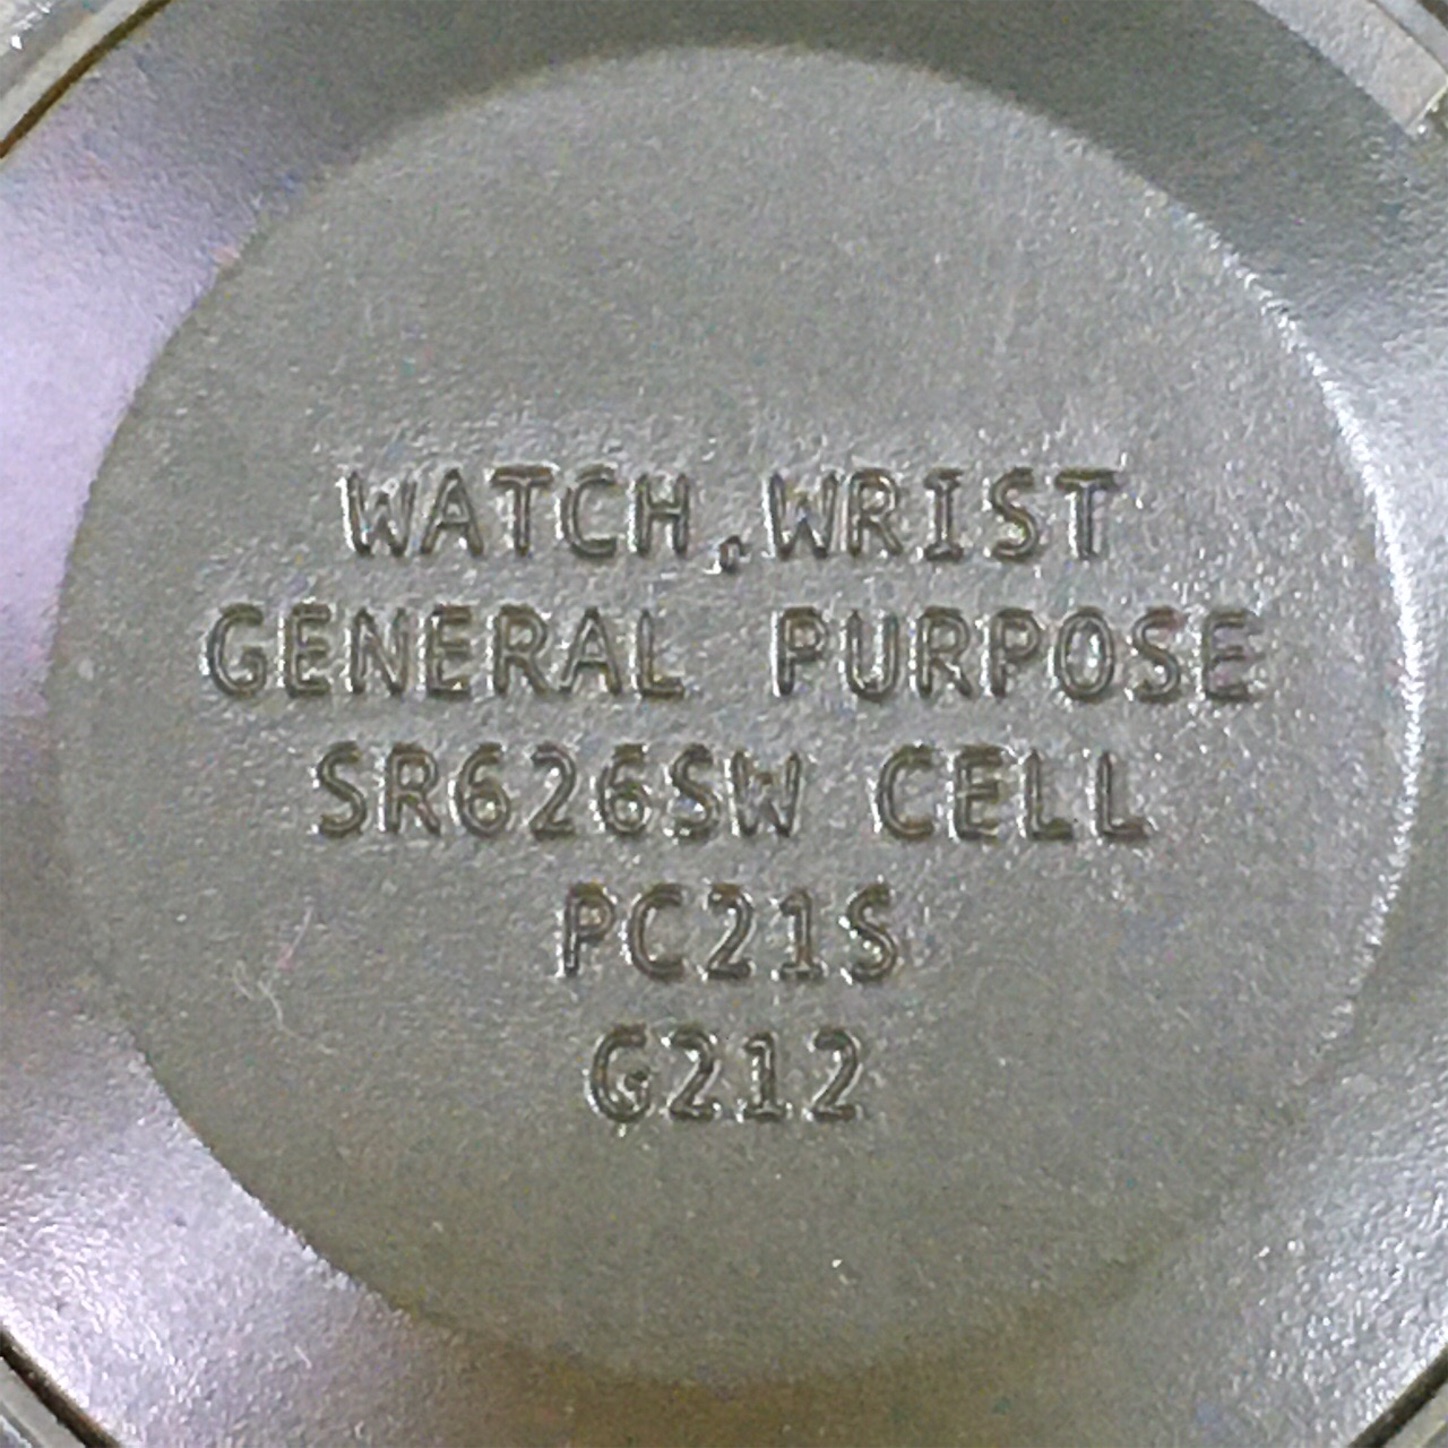 WATCH,WRIST
GENERAL PURPOSE
SR626SW CELL
PC21S
G212